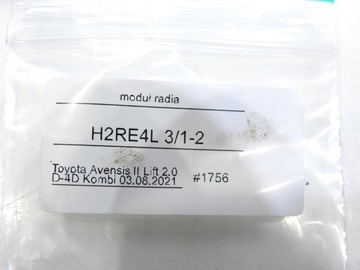 moduł radia
H2RE4L 3/1-2
Toyota Avensis II Lift 2.0
D-4D Kombi 03.08.2021 #1756